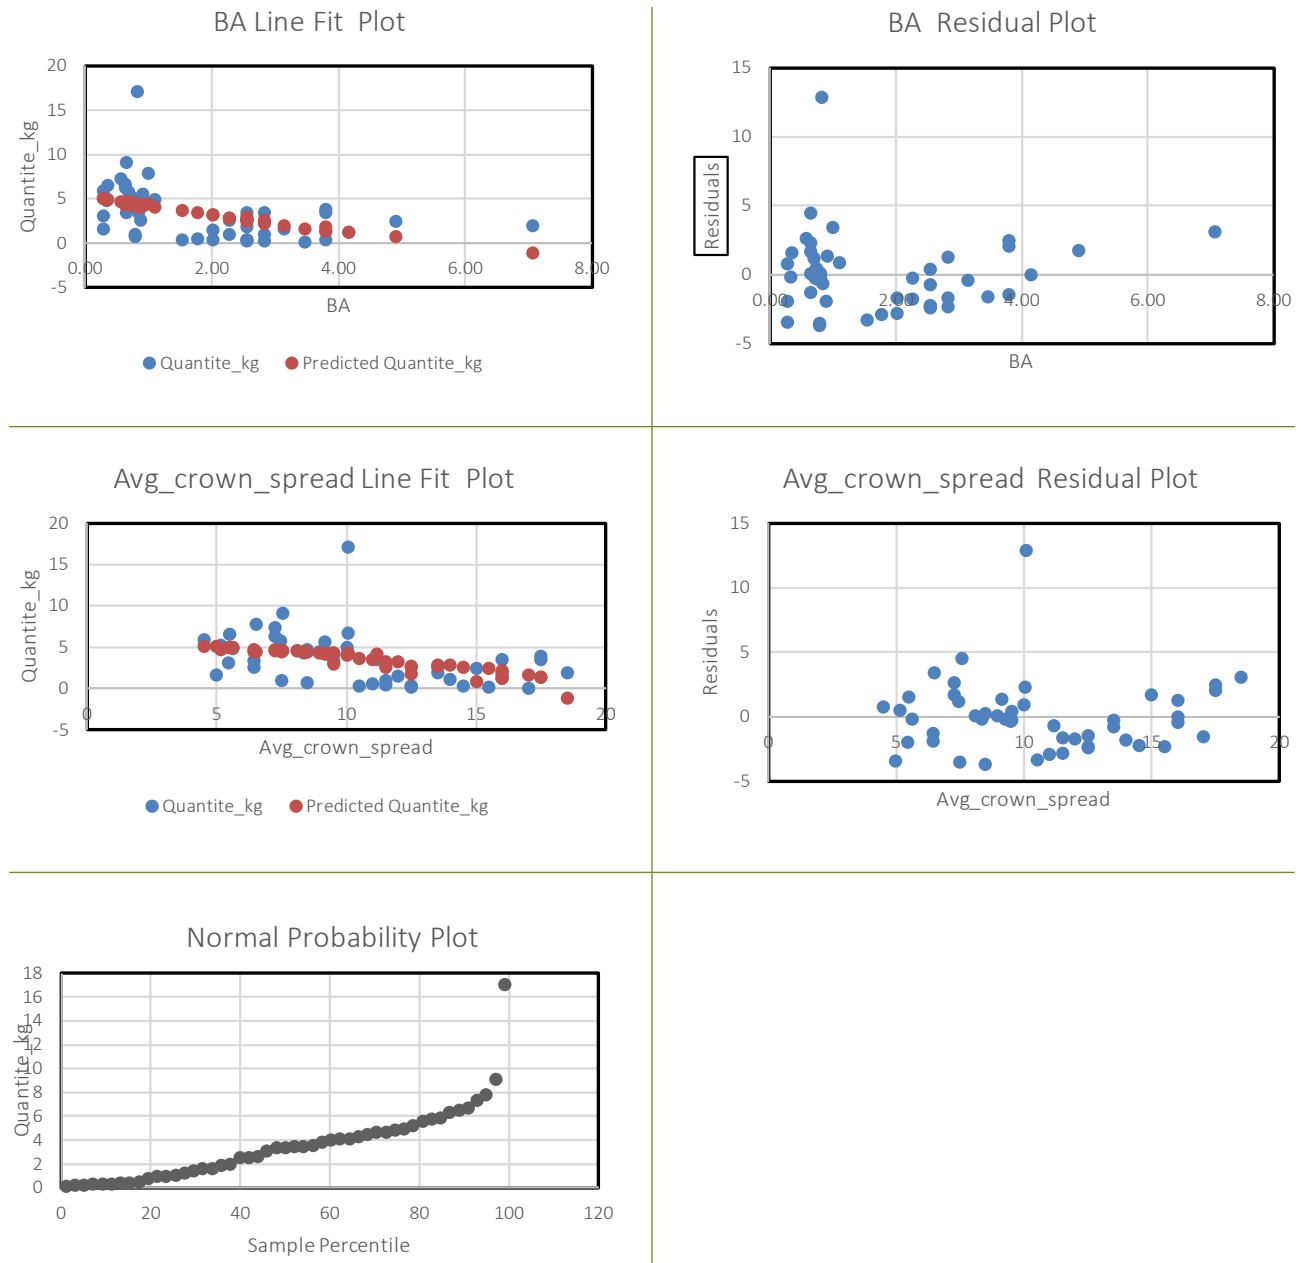 BA Line Fit Plot
20
15
10
5
0
-5
0.00 2.00 4.00 6.00 8.00
Quantite_kg
BA
Quantite_kg Predicted Quantite_kg
BA Residual Plot
15
10
5
0
-5
0.00 2.00 4.00 6.00 8.00
Residuals
BA
Avg_crown_spread Line Fit Plot
20
15
10
5
0
-5
0 5 10 15 20
Quantite_kg
Avg_crown_spread
Quantite_kg Predicted Quantite_kg
Avg_crown_spread Residual Plot
15
10
5
0
-5
0 5 10 15 20
Residuals
Avg_crown_spread
Normal Probability Plot
18
16
14
12
10
8
6
4
2
0
0 20 40 60 80 100 120
Quantite_kg
Sample Percentile